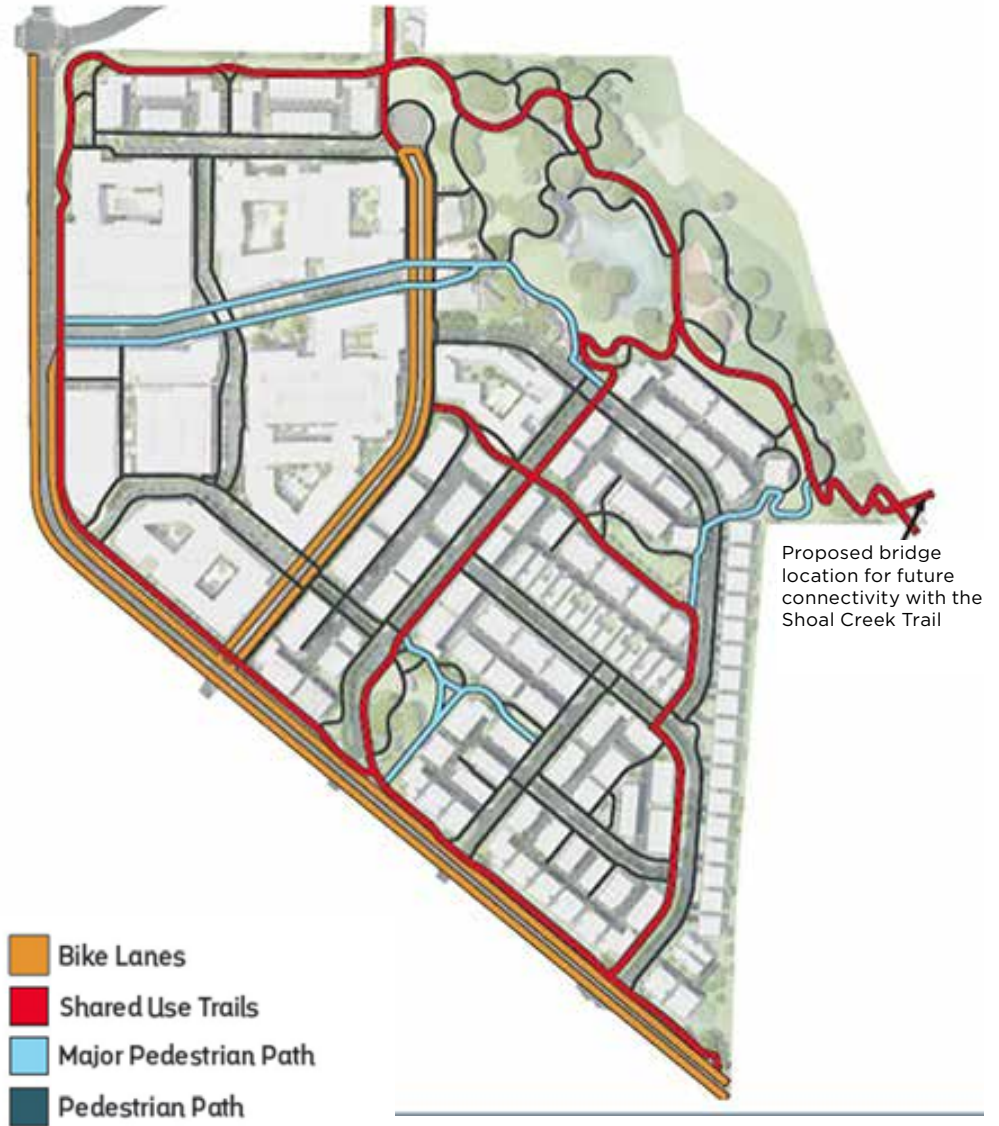 Proposed bridge
location for future
connectivity with the
Shoal Creek Trail
Bike Lanes
Shared Use Trails
Major Pedestrian Path
Pedestrian Path